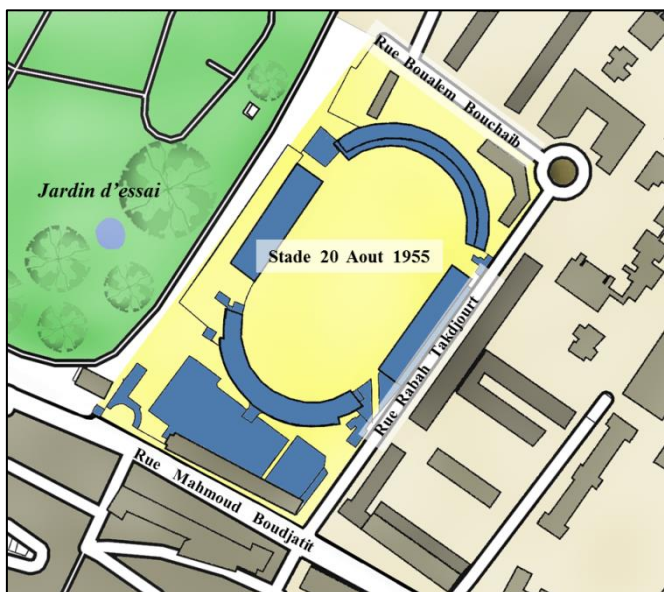 Rue Boualem Bouchaib
Jardin d'essai
Stade 20 Aout 1955
Rue Rabah Takdjourt
Rue Mahmoud Boudjatit